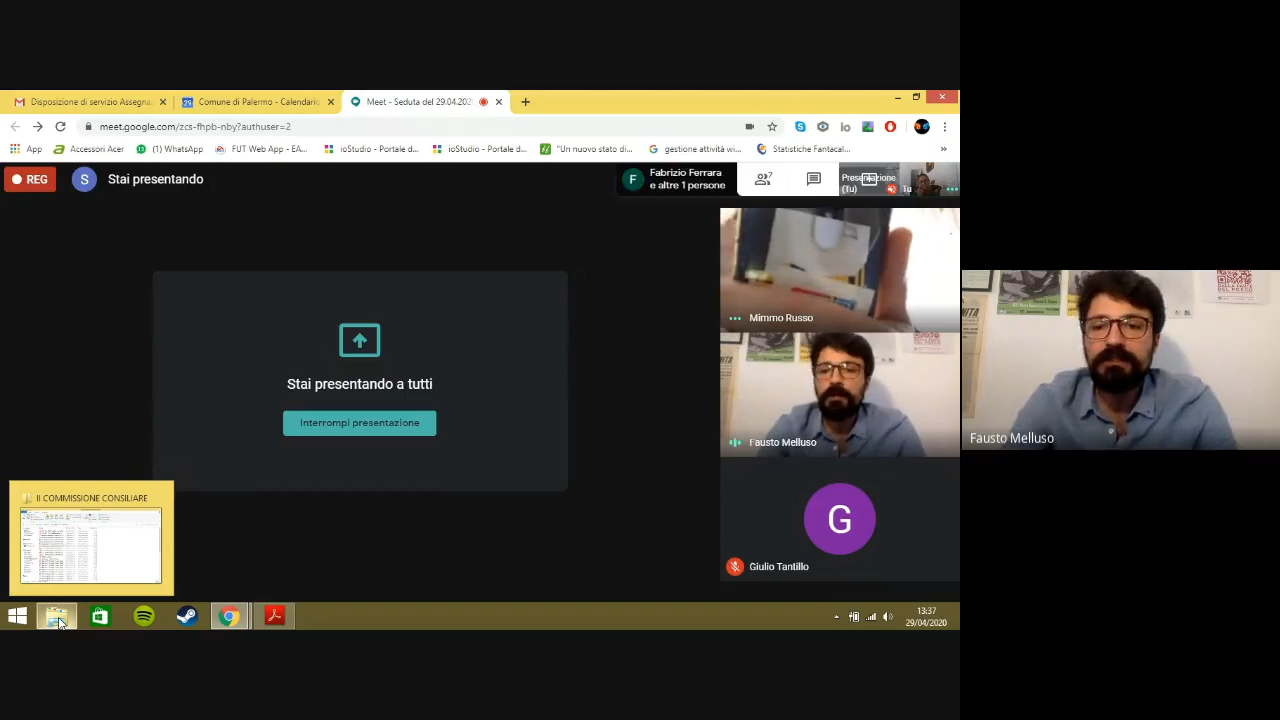 Disposizione di servizio Assegna
Comune di Palermo - Calendario
Meet - Seduta del 29.04.202
meet.google.com/zcs-fhpb-nby?authuser=2
App
Accessori Acer
(1) WhatsApp
FUT Web App - EA...
ioStudio - Portale d...
ioStudio - Portale d...
"Un nuovo stato di...
gestione attività wi...
Statistiche Fantacal...
»
REG
S
Stai presentando
F
Fabrizio Ferrara
e altre 1 persone
7
Presentazione
(Tu)
Tu
Stai presentando a tutti
Interrompi presentazione
Mimmo Russo
Fausto Melluso
G
Giulio Tantillo
Fausto Melluso
II COMMISSIONE CONSILIARE
13:37
29/04/2020